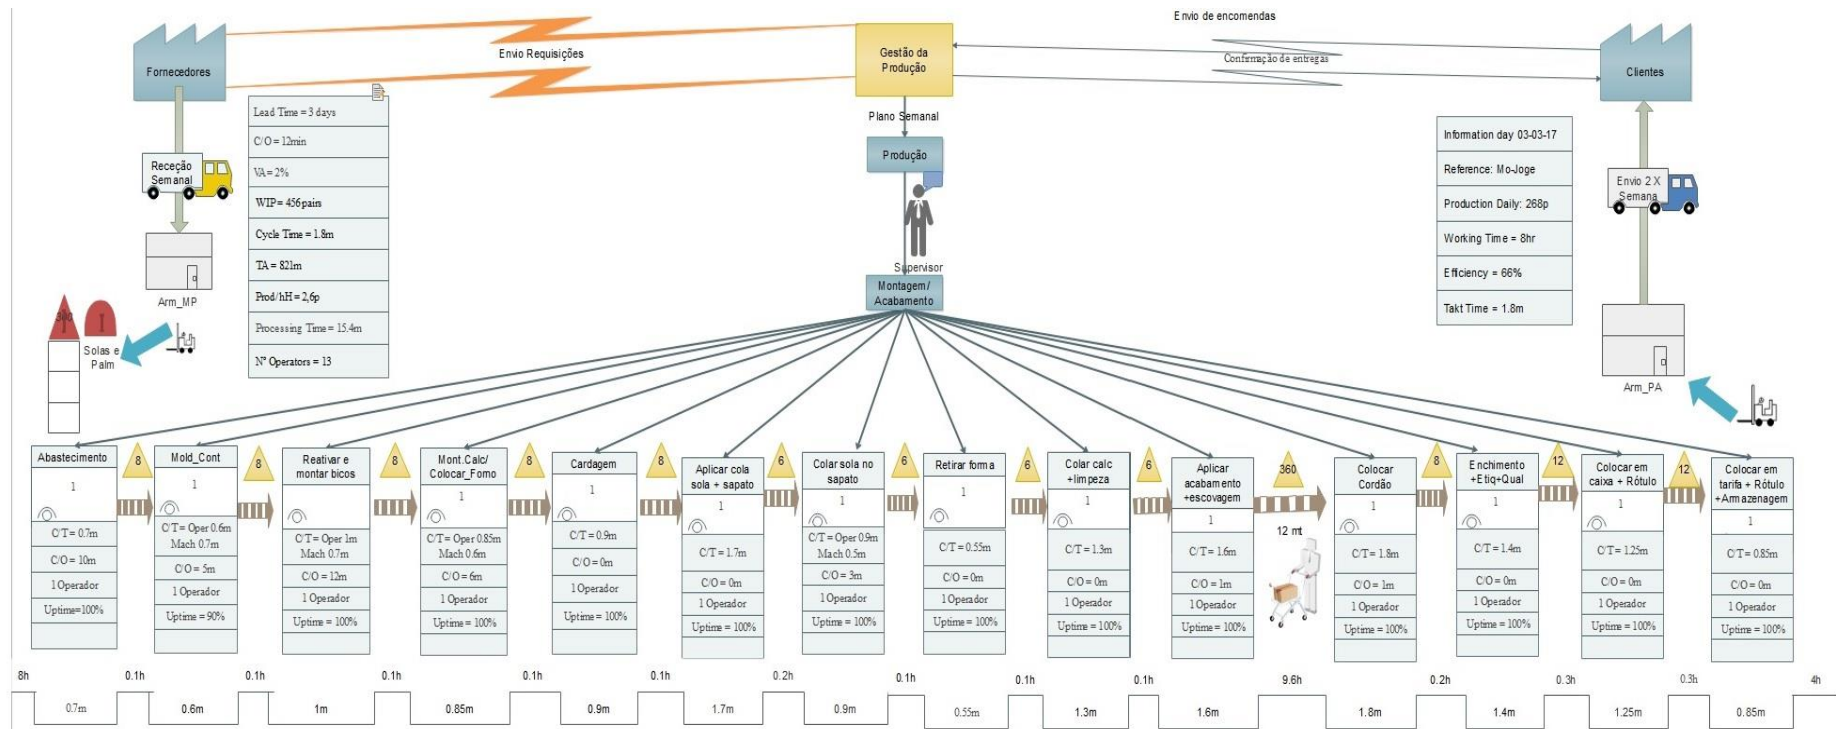 Envio de encomendas
Fornecedores
Envio Requisições
Gestão da
Produção
Confirmação de entregas
Clientes
Plano Semanal
Produção
Supervisor
Montagem/
Acabamento
Receção
Semanal
Arm_MP
Solas e
Palm
Lead Time = 3 days
C/O = 12min
VA = 2%
WIP = 456pairs
Cycle Time = 1.8m
TA = 821m
Prod/hH = 2,6p
Processing Time = 15.4m
Nº Operators = 13
Information day 03-03-17
Reference: Mo-Joge
Production Daily: 268p
Working Time = 8hr
Efficiency = 66%
Takt Time = 1.8m
Envio 2 X
Semana
Arm_PA
Abastecimento
1
C/T = 0.7m
C/O = 10m
1 Operador
Uptime=100%
8
Mold_Cont
1
C/T = Oper 0.6m
Mach 0.7m
C/O = 5m
1 Operador
Uptime = 90%
8
Reativar e
montar bicos
1
C/T = Oper 1m
Mach 0.7m
C/O = 12m
1 Operador
Uptime = 100%
8
Mont.Calc/
Colocar_Forno
1
C/T = Oper 0.85m
Mach 0.6m
C/O = 6m
1 Operador
Uptime = 100%
8
Cardagem
1
C/T = 0.9m
C/O = 0m
1 Operador
Uptime = 100%
8
Aplicar cola
sola + sapato
1
C/T = 1.7m
C/O = 0m
1 Operador
Uptime = 100%
6
Colar sola no
sapato
1
C/T = Oper 0.9m
Mach 0.5m
C/O = 3m
1 Operador
Uptime = 100%
6
Retirar forma
1
C/T = 0.55m
C/O = 0m
1 Operador
Uptime = 100%
6
Colar calc
+limpeza
1
C/T = 1.3m
C/O = 0m
1 Operador
Uptime = 100%
6
Aplicar
acabamento
+escovagem
1
C/T = 1.6m
C/O = 1m
1 Operador
Uptime = 100%
360
12 mt
Colocar
Cordão
1
C/T = 1.8m
C/O = 1m
1 Operador
Uptime = 100%
8
Enchimento
+Etiq+Qual
1
C/T = 1.4m
C/O = 0m
1 Operador
Uptime = 100%
12
Colocar em
caixa + Rótulo
1
C/T = 1.25m
C/O = 0m
1 Operador
Uptime = 100%
12
Colocar em
tarifa + Rótulo
+Armazenagem
1
C/T = 0.85m
C/O = 0m
1 Operador
Uptime = 100%
8h 0.1h 0.1h 0.1h 0.1h 0.1h 0.2h 0.1h 0.1h 0.1h 9.6h 0.2h 0.3h 0.3h 4h
0.7m 0.6m 1m 0.85m 0.9m 1.7m 0.9m 0.55m 1.3m 1.6m 1.8m 1.4m 1.25m 0.85m